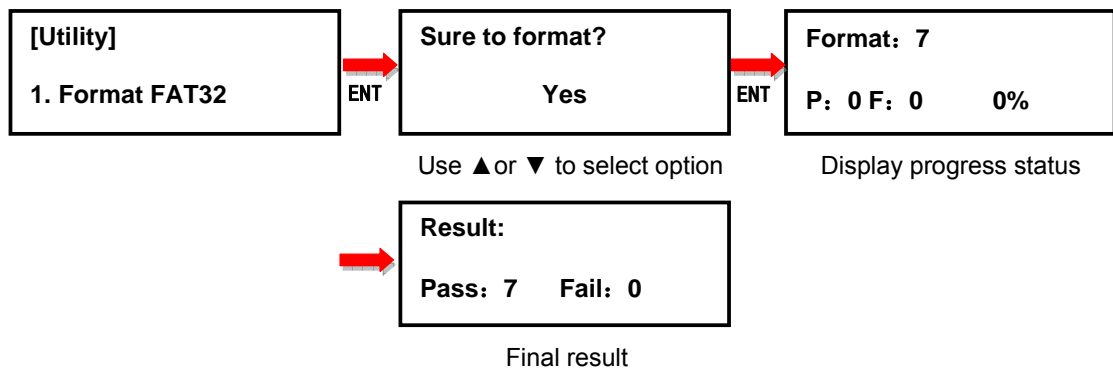 [Utility]
1. Format FAT32
ENT
Sure to format?
Yes
Use ▲or ▼ to select option
ENT
Format：7
P：0 F：0 0%
Display progress status
Result:
Pass：7 Fail：0
Final result